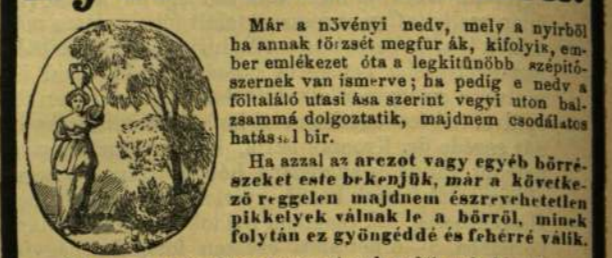 Már a növényi nedv, mely a nyirből
ha annak törzsét megfurják, kifolyik, em-
ber emlékezet óta a legkitünőbb szépitő-
szernek van ismerve; ha pedig e nedv a
föltaláló utasitása szerint vegyi uton bal-
zsammá dolgoztatik, majdnem csodálatos
hatással bir.
Ha azzal az arczot vagy egyéb bőrré-
szeket este bekenjük, már a követke-
ző reggelen majdnem észrevehetetlen
pikkelyek válnak le a bőrről, minek
folytán ez gyöngéddé és fehérré válik.